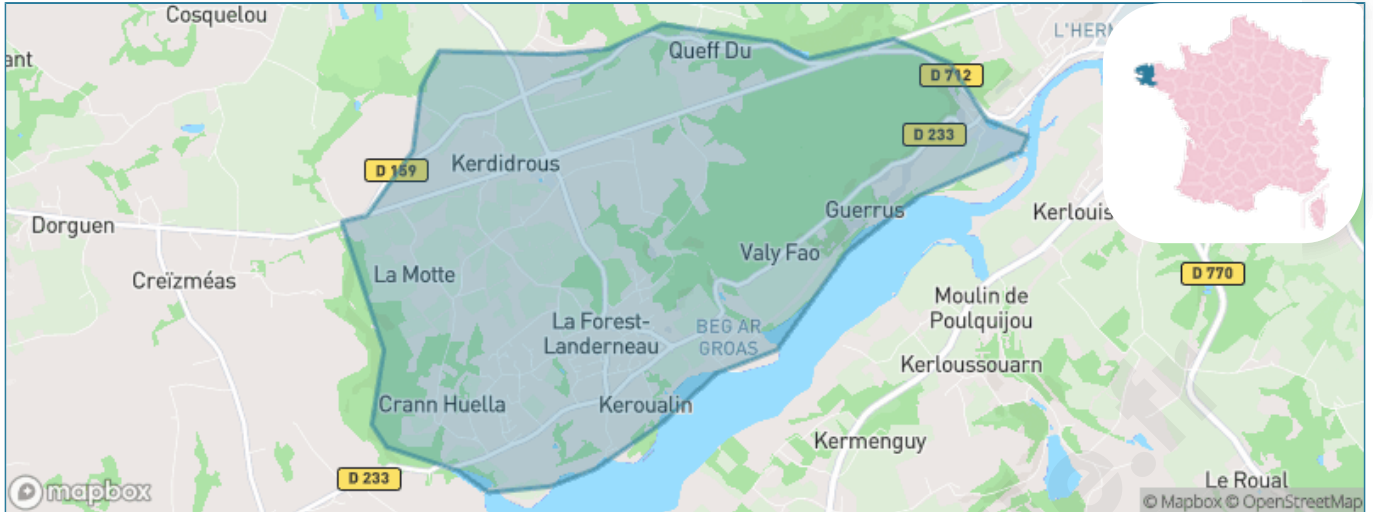 Cosquelou
ant
Queff Du
L'HERM
D 712
D 233
D 159
Kerdidrous
Dorguen
Guerrus
Kerlouis
Valy Fao
La Motte
Creïzméas
D 770
Moulin de
Poulquijou
La Forest-
Landerneau
BEG AR
GROAS
Kerloussouarn
Crann Huella
Keroualin
Kermenguy
D 233
Le Roual
mapbox
© Mapbox © OpenStreetMap